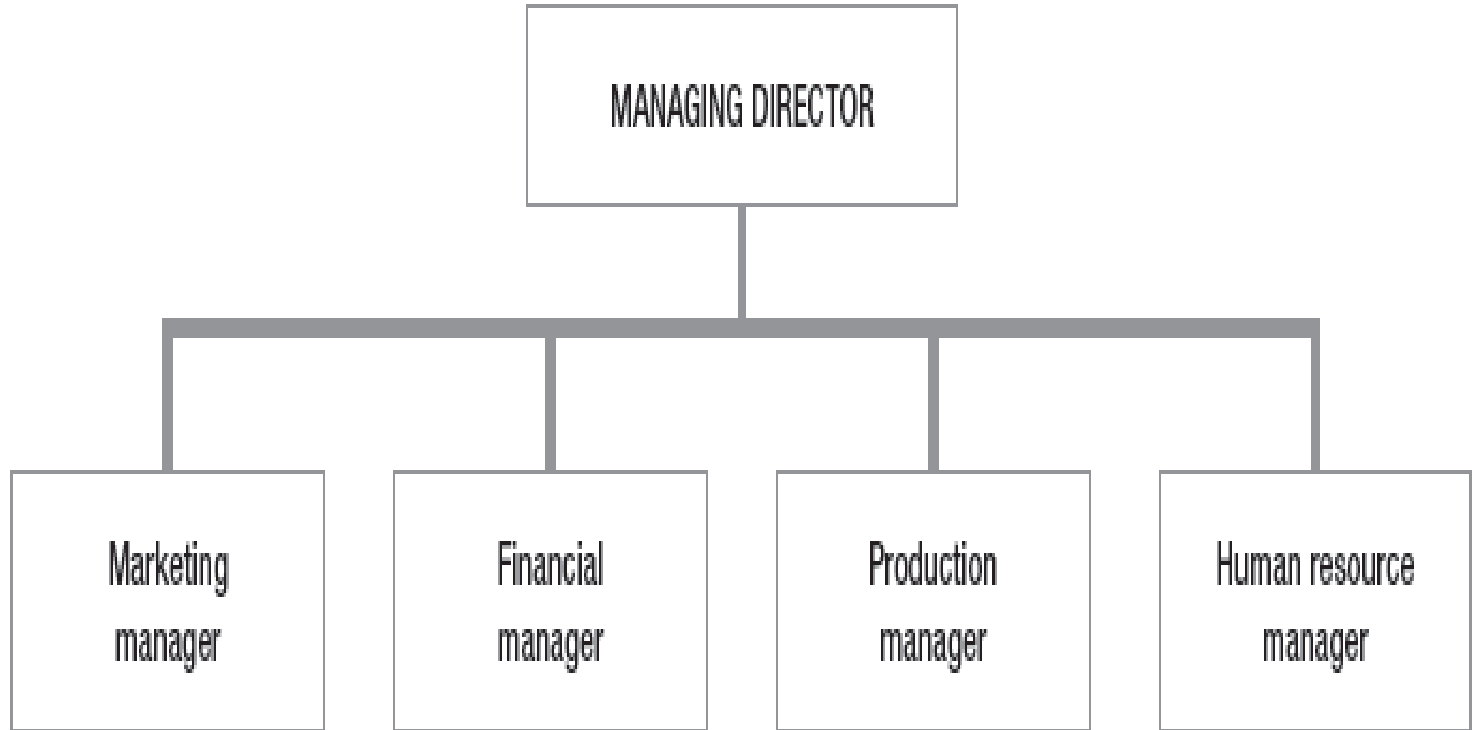 MANAGING DIRECTOR
Marketing
manager
Financial
manager
Production
manager
Human resource
manager